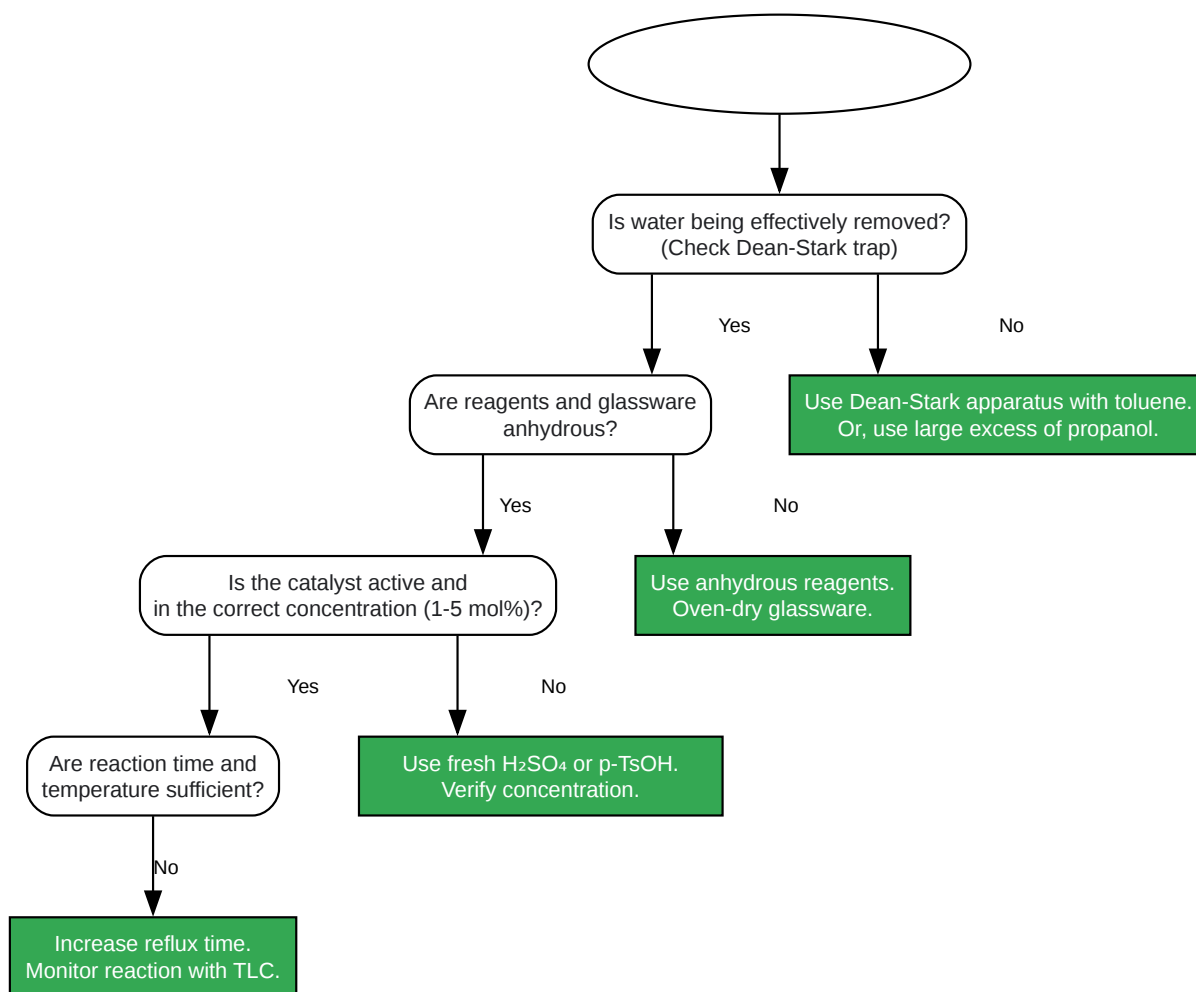 Is water being effectively removed?
(Check Dean-Stark trap)
Yes
No
Are reagents and glassware
anhydrous?
Use Dean-Stark apparatus with toluene.
Or, use large excess of propanol.
Yes
No
Is the catalyst active and
in the correct concentration (1-5 mol%)?
Use anhydrous reagents.
Oven-dry glassware.
Yes
No
Are reaction time and
temperature sufficient?
Use fresh H₂SO₄ or p-TsOH.
Verify concentration.
No
Increase reflux time.
Monitor reaction with TLC.